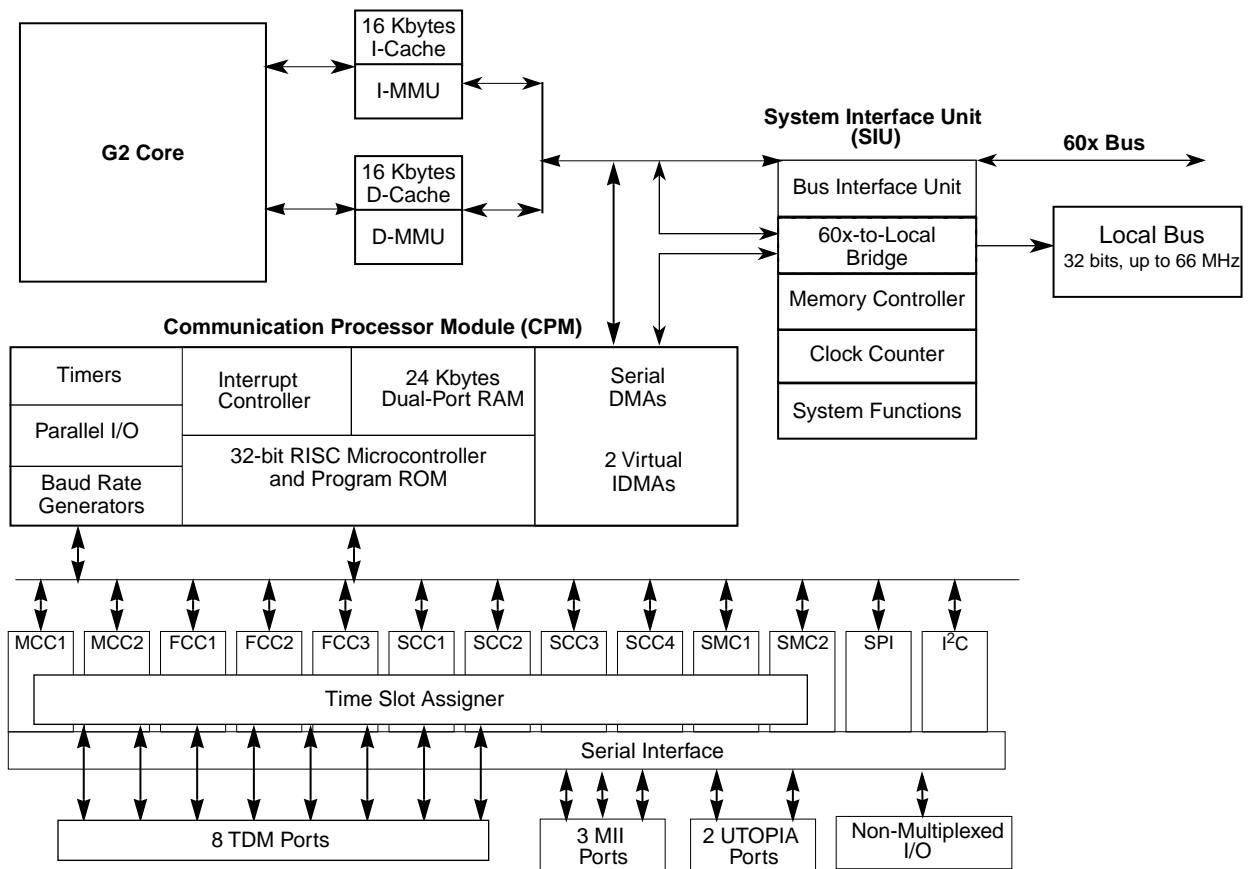 16 Kbytes
I-Cache
I-MMU
G2 Core
16 Kbytes
D-Cache
D-MMU
System Interface Unit
(SIU)
60x Bus
Bus Interface Unit
60x-to-Local
Bridge
Memory Controller
Clock Counter
System Functions
Local Bus
32 bits, up to 66 MHz
Communication Processor Module (CPM)
Timers
Parallel I/O
Baud Rate
Generators
Interrupt
Controller
24 Kbytes
Dual-Port RAM
32-bit RISC Microcontroller
and Program ROM
Serial
DMAs
2 Virtual
IDMAs
MCC1 MCC2 FCC1 FCC2 FCC3 SCC1 SCC2 SCC3 SCC4 SMC1 SMC2 SPI I²C
Time Slot Assigner
Serial Interface
8 TDM Ports
3 MII
Ports
2 UTOPIA
Ports
Non-Multiplexed
I/O